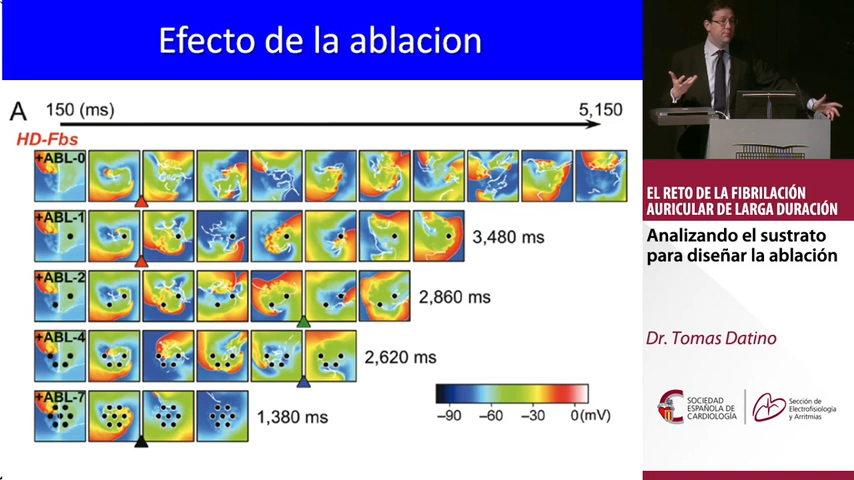 Efecto de la ablacion
A
150 (ms)
5,150
HD-Fbs
+ABL-0
+ABL-1
3,480 ms
+ABL-2
2,860 ms
+ABL-4
2,620 ms
+ABL-7
1,380 ms
−90 −60 −30 0(mV)
EL RETO DE LA FIBRILACIÓN
AURICULAR DE LARGA DURACIÓN
Analizando el sustrato
para diseñar la ablación
Dr. Tomas Datino
SOCIEDAD
ESPAÑOLA DE
CARDIOLOGÍA
Sección de
Electrofisiología
y Arritmias